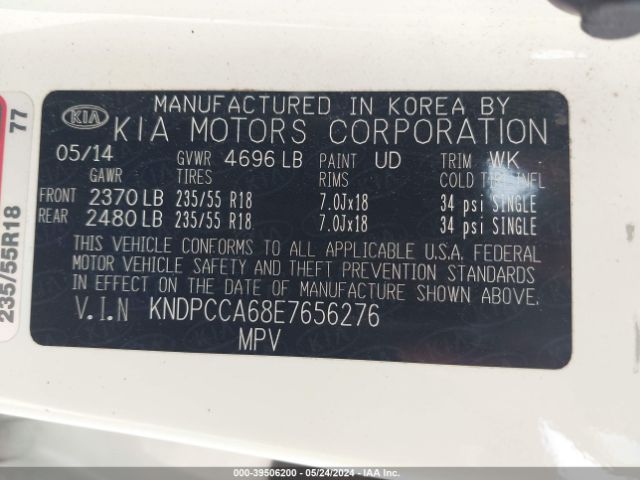 MANUFACTURED IN KOREA BY
KIA KIA MOTORS CORPORATION
05/14 GVWR 4696 LB PAINT UD TRIM WK
GAWR TIRES RIMS COLD TIRE INFL
FRONT 2370 LB 235/55 R18 7.0Jx18 34 psi SINGLE
REAR 2480 LB 235/55 R18 7.0Jx18 34 psi SINGLE
THIS VEHICLE CONFORMS TO ALL APPLICABLE U.S.A. FEDERAL
MOTOR VEHICLE SAFETY AND THEFT PREVENTION STANDARDS
IN EFFECT ON THE DATE OF MANUFACTURE SHOWN ABOVE.
V.I.N KNDPCCA68E7656276
MPV
235/55R18 77
000-39506200 - 05/24/2024 - IAA Inc.